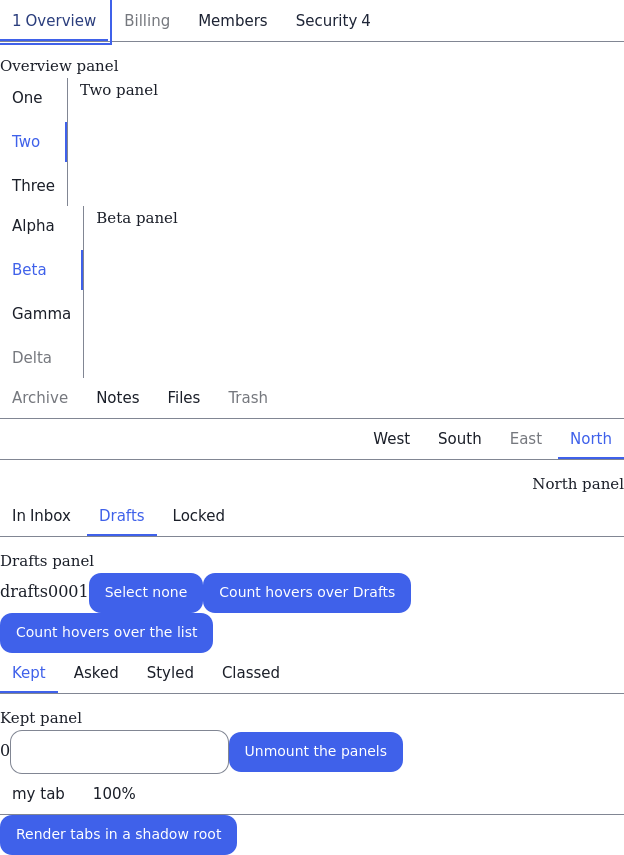 1 Overview Billing Members Security 4
Overview panel
One
Two panel
Two
Three
Alpha
Beta panel
Beta
Gamma
Delta
Archive Notes Files Trash
West South East North
North panel
In Inbox Drafts Locked
Drafts panel
drafts0001 Select none Count hovers over Drafts
Count hovers over the list
Kept Asked Styled Classed
Kept panel
0 Unmount the panels
my tab 100%
Render tabs in a shadow root